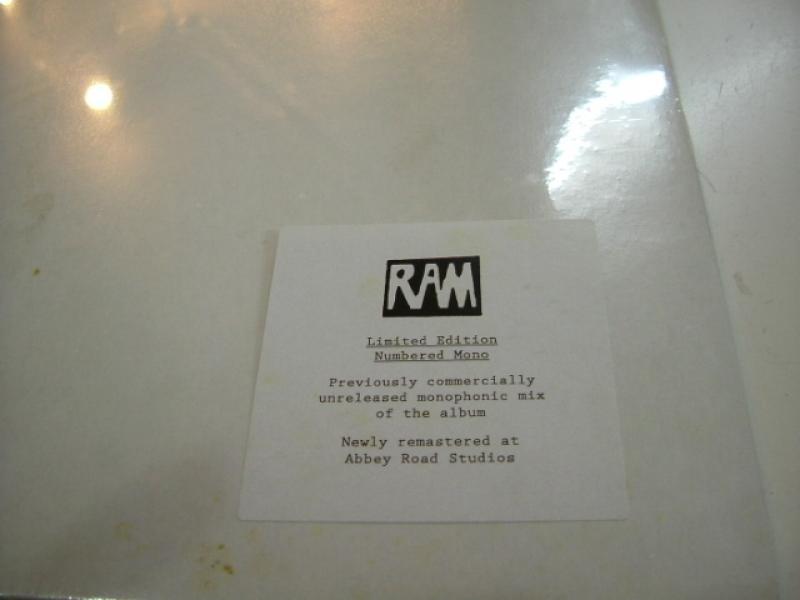 RAM
Limited Edition
Numbered Mono
Previously commercially
unreleased monophonic mix
of the album
Newly remastered at
Abbey Road Studios